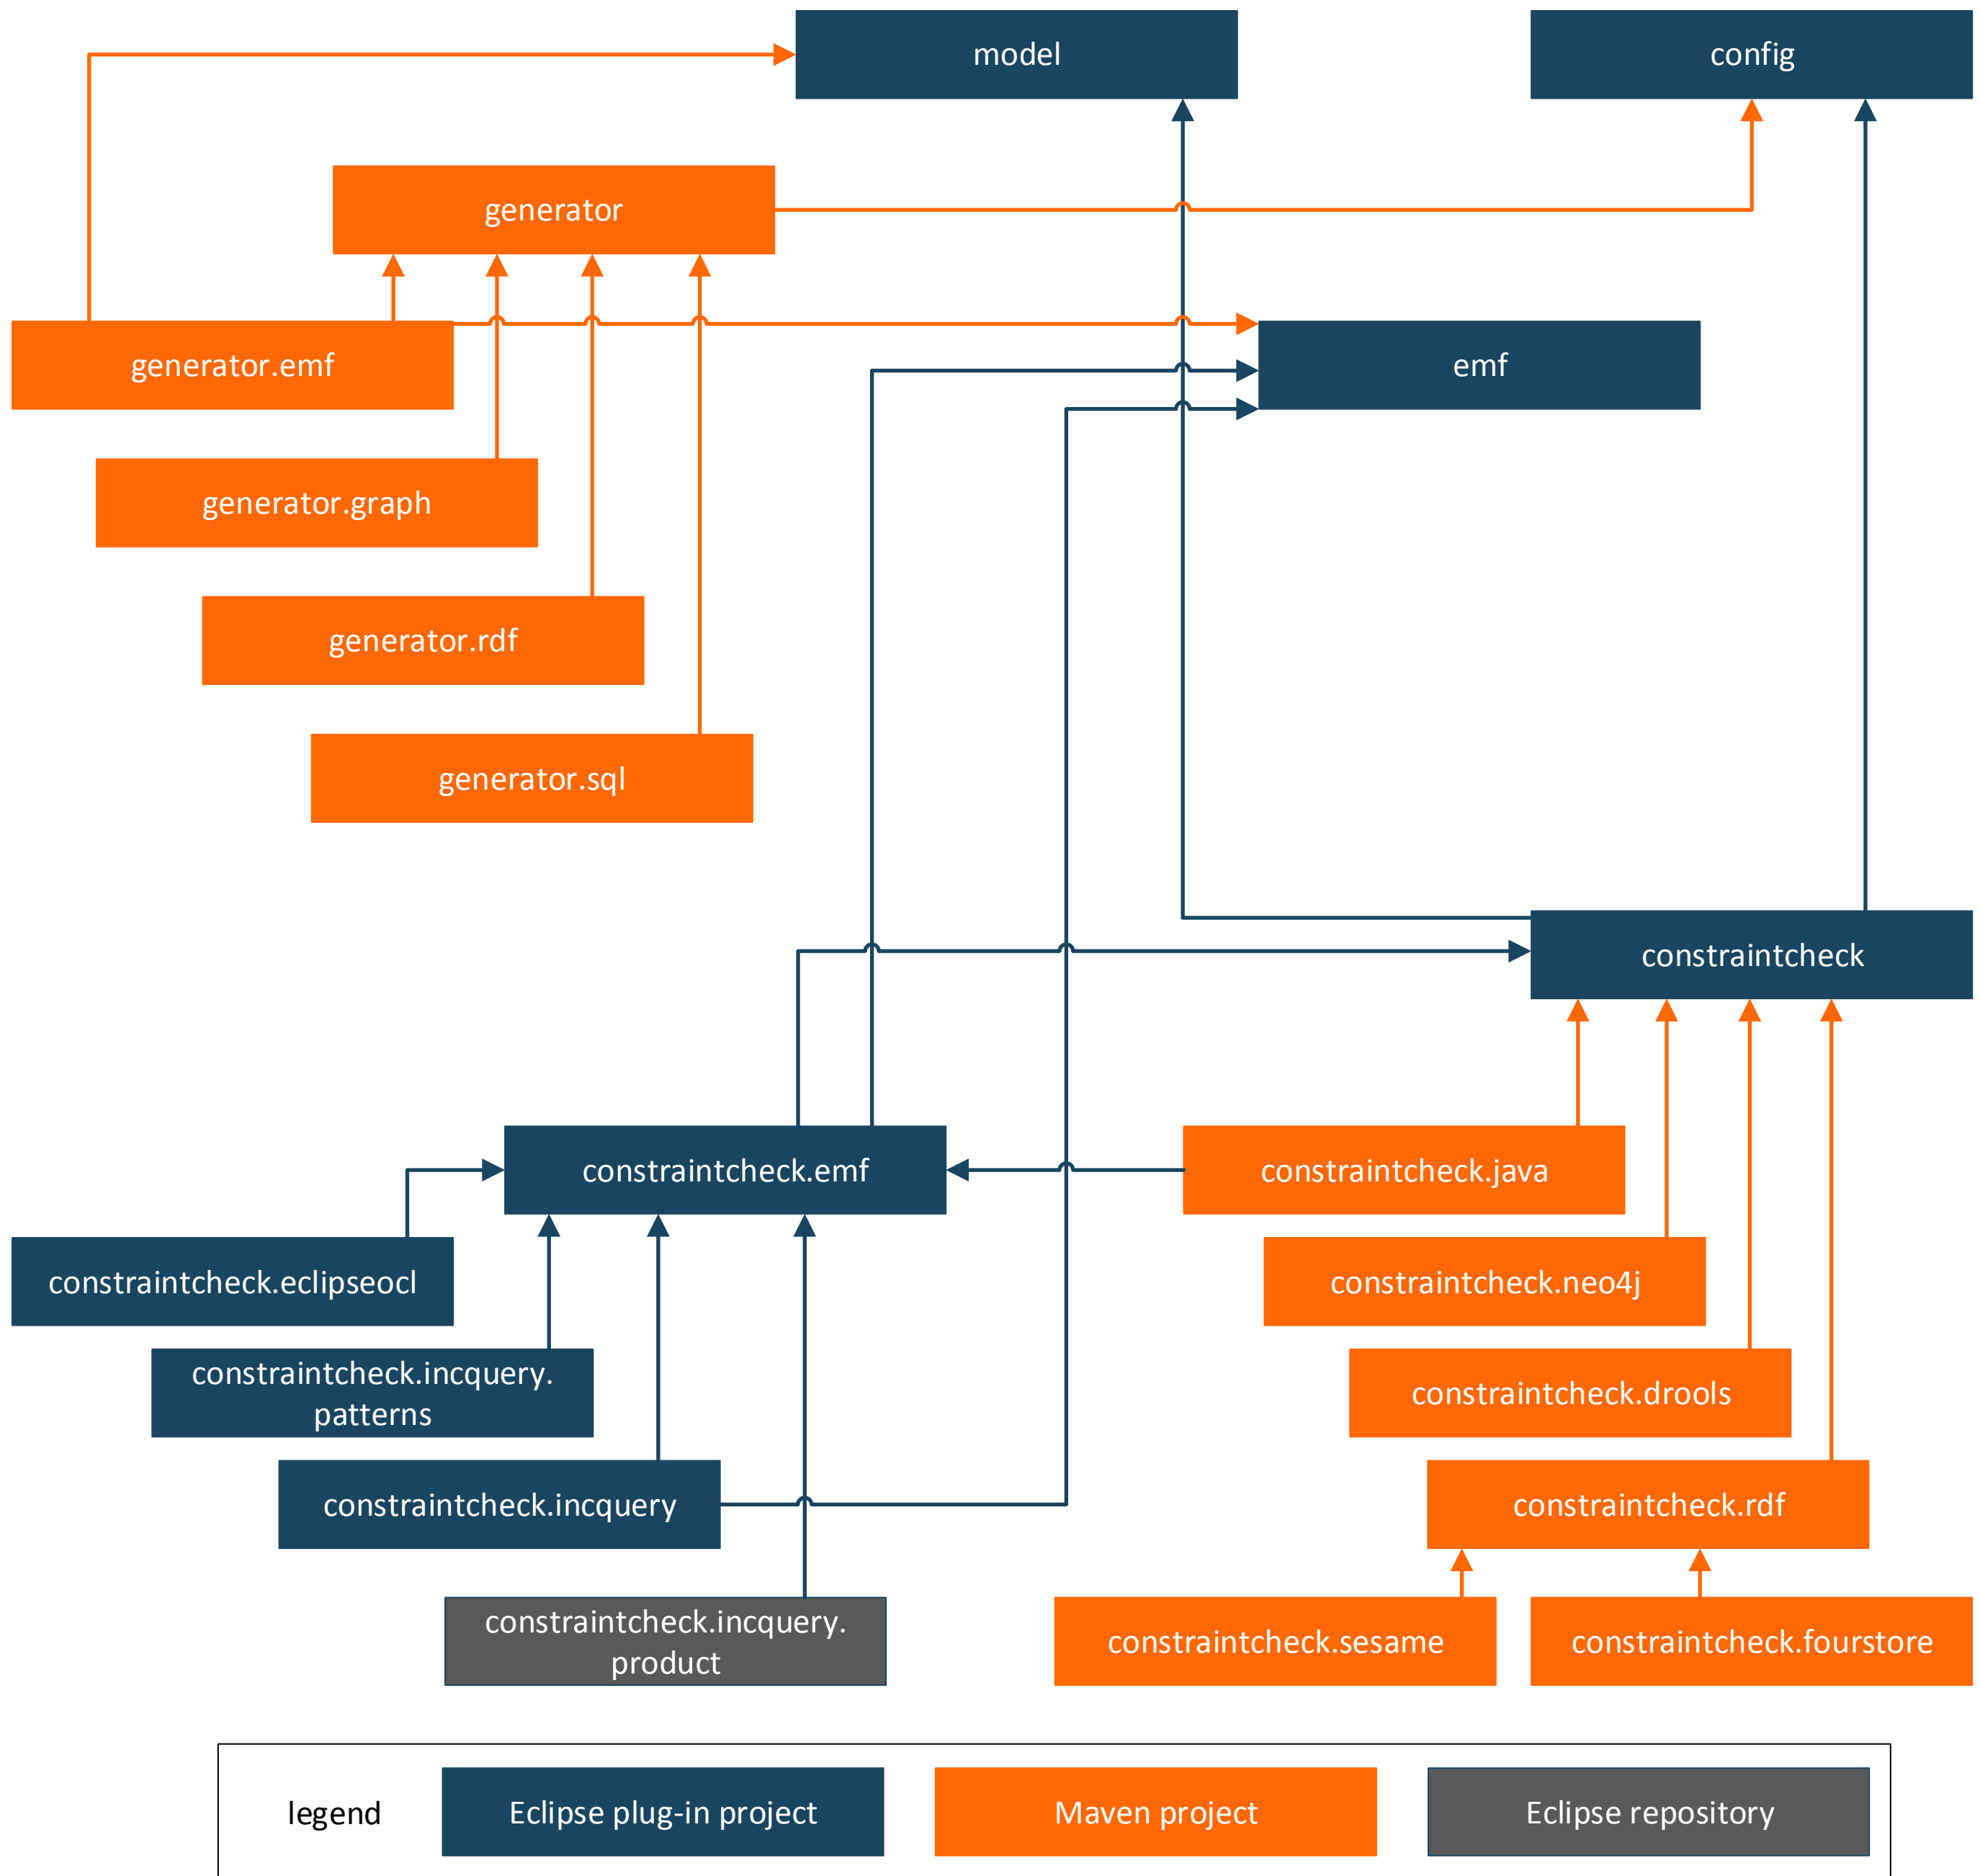 model
config
generator
generator.emf
emf
generator.graph
generator.rdf
generator.sql
constraintcheck
constraintcheck.emf
constraintcheck.java
constraintcheck.eclipseocl
constraintcheck.neo4j
constraintcheck.incquery.
patterns
constraintcheck.drools
constraintcheck.incquery
constraintcheck.rdf
constraintcheck.incquery.
product
constraintcheck.sesame
constraintcheck.fourstore
legend
Eclipse plug-in project
Maven project
Eclipse repository